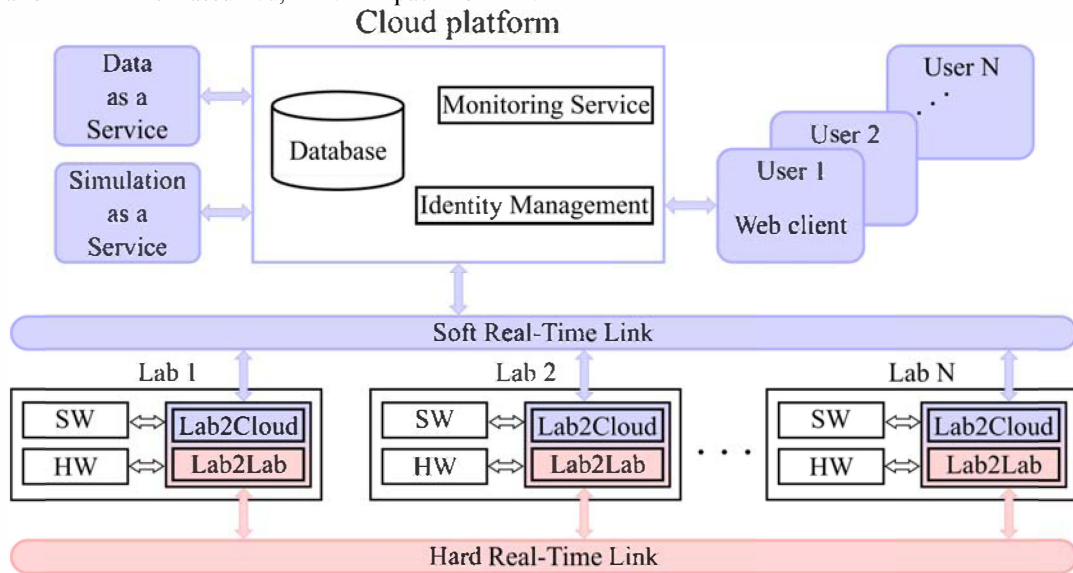 Cloud platform
Data
as a
Service
Simulation
as a
Service
Database
Monitoring Service
Identity Management
User N
User 2
User 1
Web client
Soft Real-Time Link
Lab 1
Lab 2
Lab N
SW
Lab2Cloud
HW
Lab2Lab
SW
Lab2Cloud
HW
Lab2Lab
. . .
SW
Lab2Cloud
HW
Lab2Lab
Hard Real-Time Link